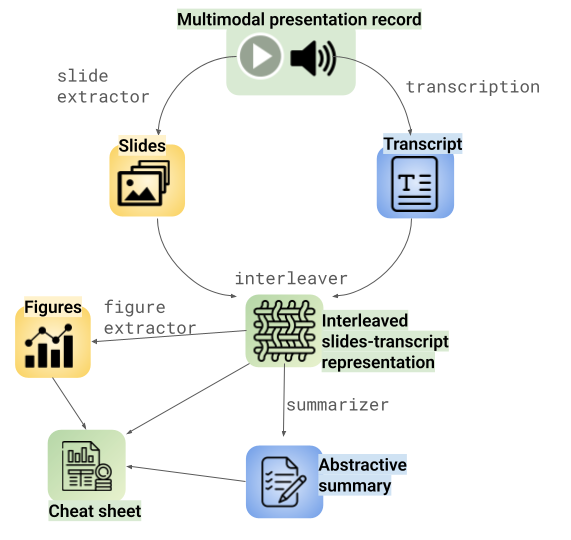 Multimodal presentation record
slide
extractor
transcription
Slides
Transcript
T
interleaver
Figures
figure
extractor
Interleaved
slides-transcript
representation
summarizer
Abstractive
summary
Cheat sheet